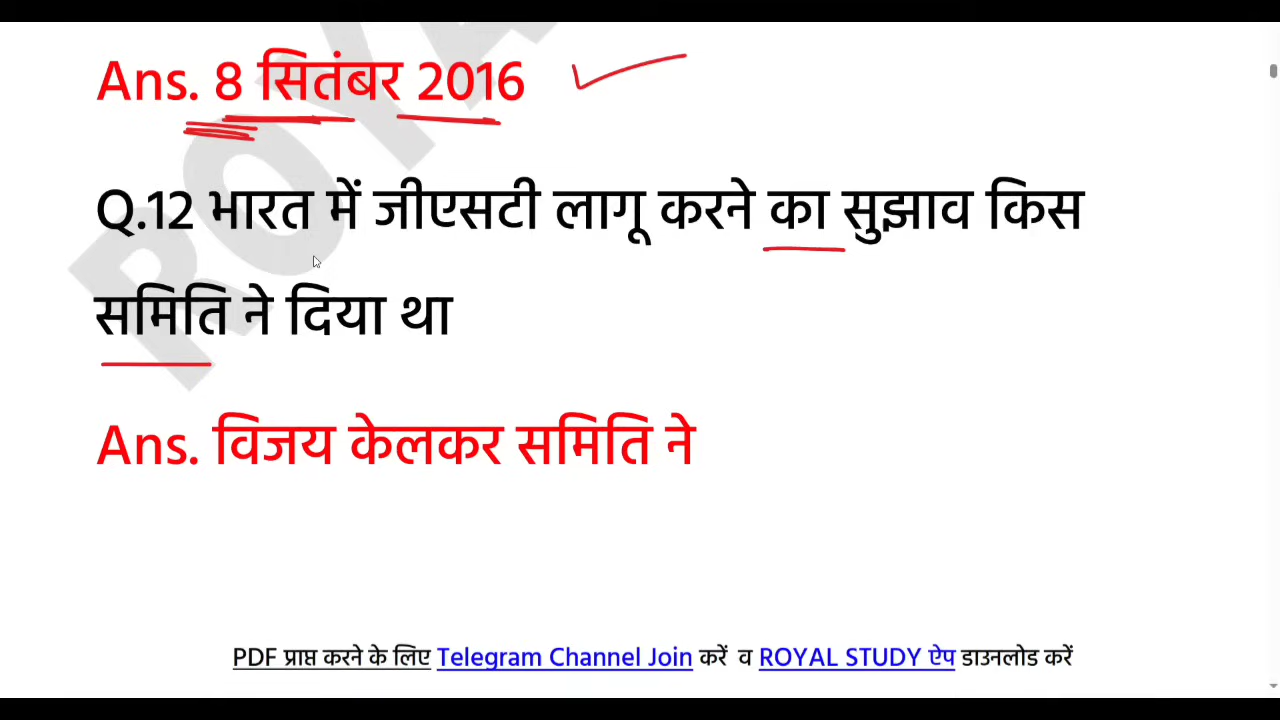 Ans. 8 सितंबर 2016
Q.12 भारत में जीएसटी लागू करने का सुझाव किस
समिति ने दिया था
Ans. विजय केलकर समिति ने
PDF प्राप्त करने के लिए Telegram Channel Join करें व ROYAL STUDY ऐप डाउनलोड करें